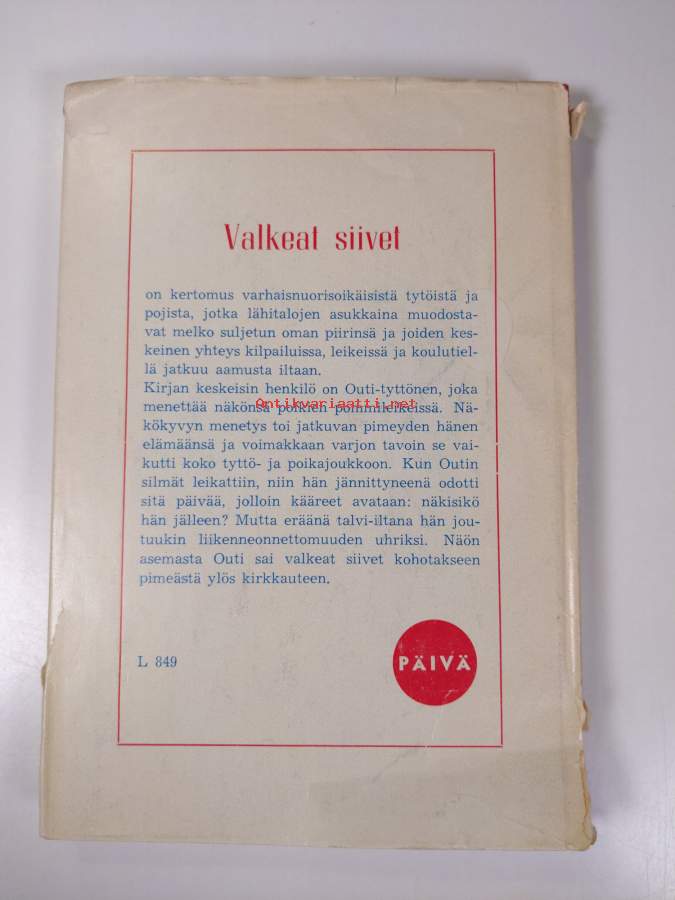 Valkeat siivet
on kertomus varhaisnuorisoikäisistä tytöistä ja
pojista, jotka lähitalojen asukkaina muodosta-
vat melko suljetun oman piirinsä ja joiden kes-
keinen yhteys kilpailuissa, leikeissä ja koulutiel-
lä jatkuu aamusta iltaan.
Kirjan keskeisin henkilö on Outi-tyttönen, joka
Antikvariaatti.net
menettää näkönsä poikien pommileikeissä. Nä-
kökyvyn menetys toi jatkuvan pimeyden hänen
elämäänsä ja voimakkaan varjon tavoin se vai-
kutti koko tyttö- ja poikajoukkoon. Kun Outin
silmät leikattiin, niin hän jännittyneenä odotti
sitä päivää, jolloin kääreet avataan: näkisikö
hän jälleen? Mutta eräänä talvi-iltana hän jou-
tuukin liikenneonnettomuuden uhriksi. Näön
asemasta Outi sai valkeat siivet kohotakseen
pimeästä ylös kirkkauteen.
L 849
PÄIVÄ